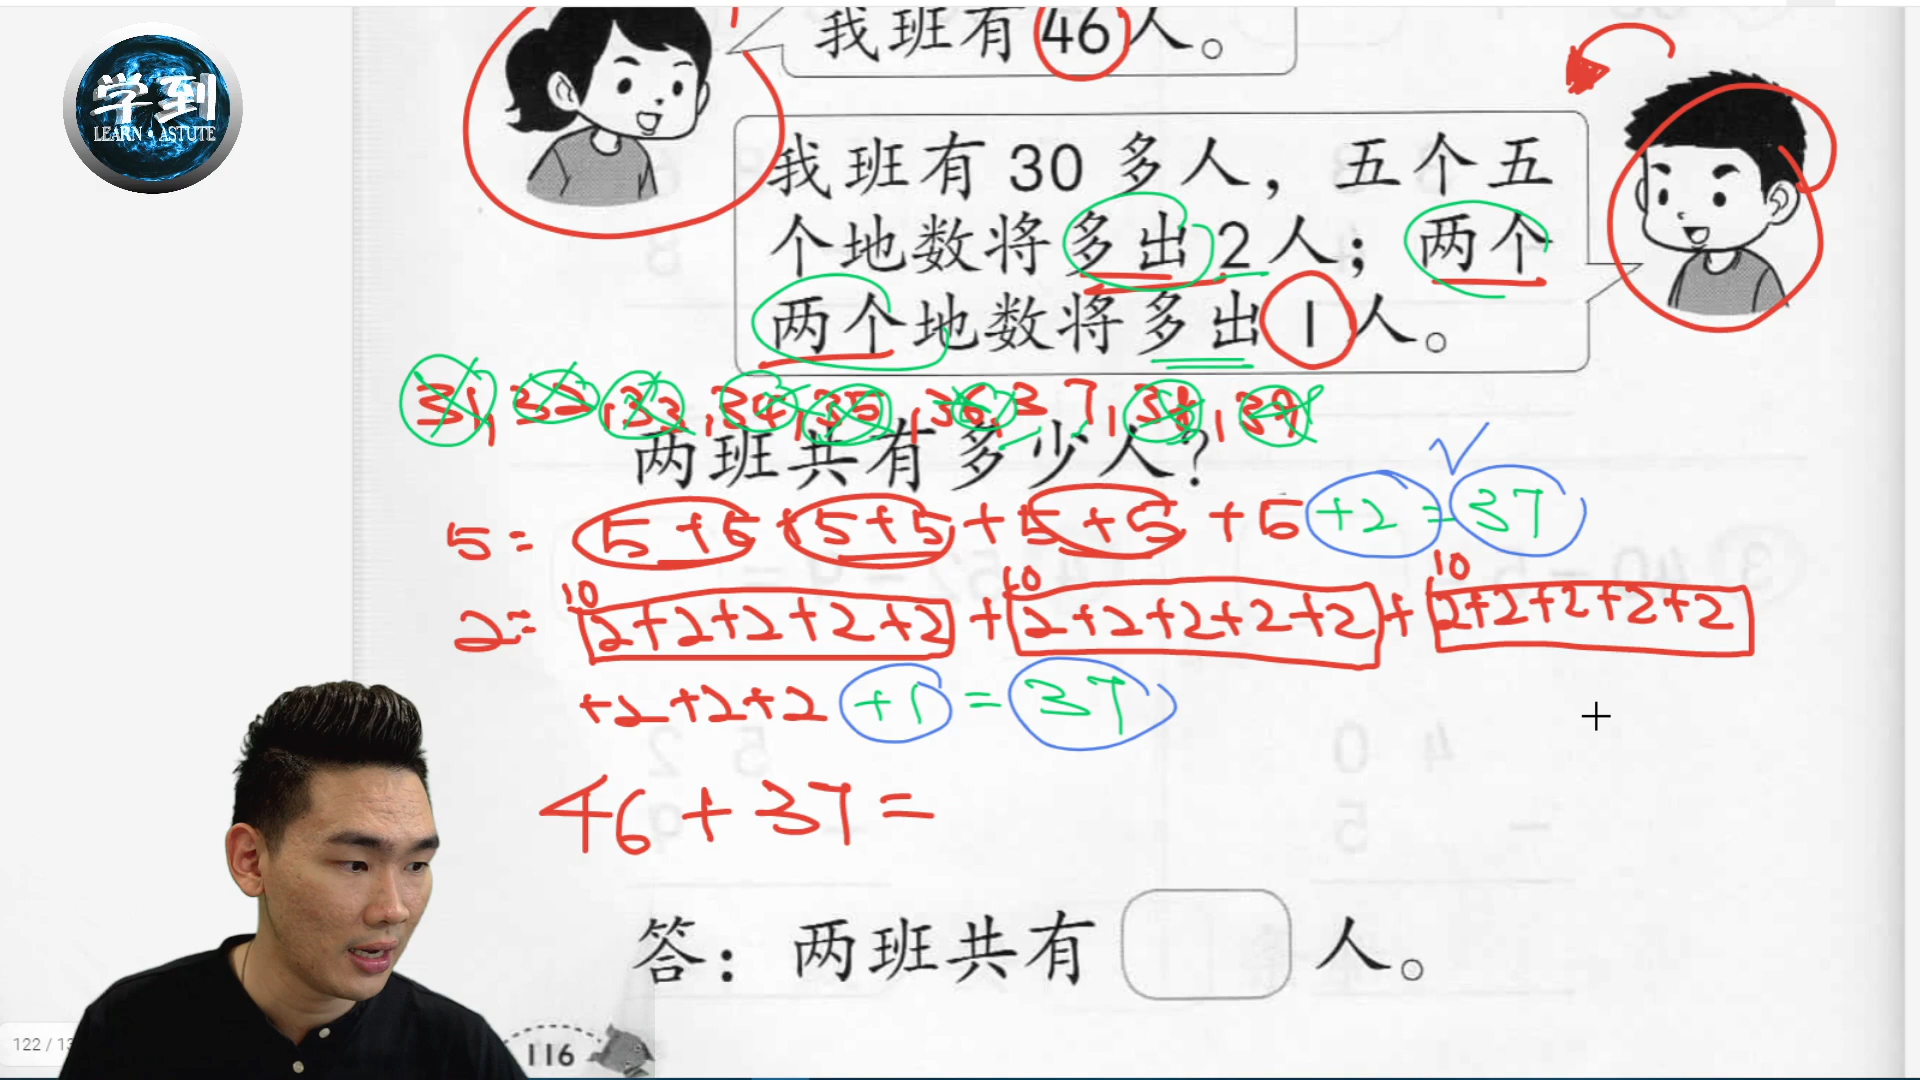 学到
LEARN • ASTUTE
我班有46人。
我班有 30 多人，五个五
个地数将多出2人；两个
两个地数将多出1人。
31, 32, 33, 34, 35, 36, 37, 38, 39
两班共有多少人？
5 = 5+5+5+5+5+5+5+2=37
10 10 10
2 = 2+2+2+2+2+2+2+2+2+2+2+2+2+2+2
+2+2+2+1=37
46+37=
答：两班共有 人。
122 / 13
116